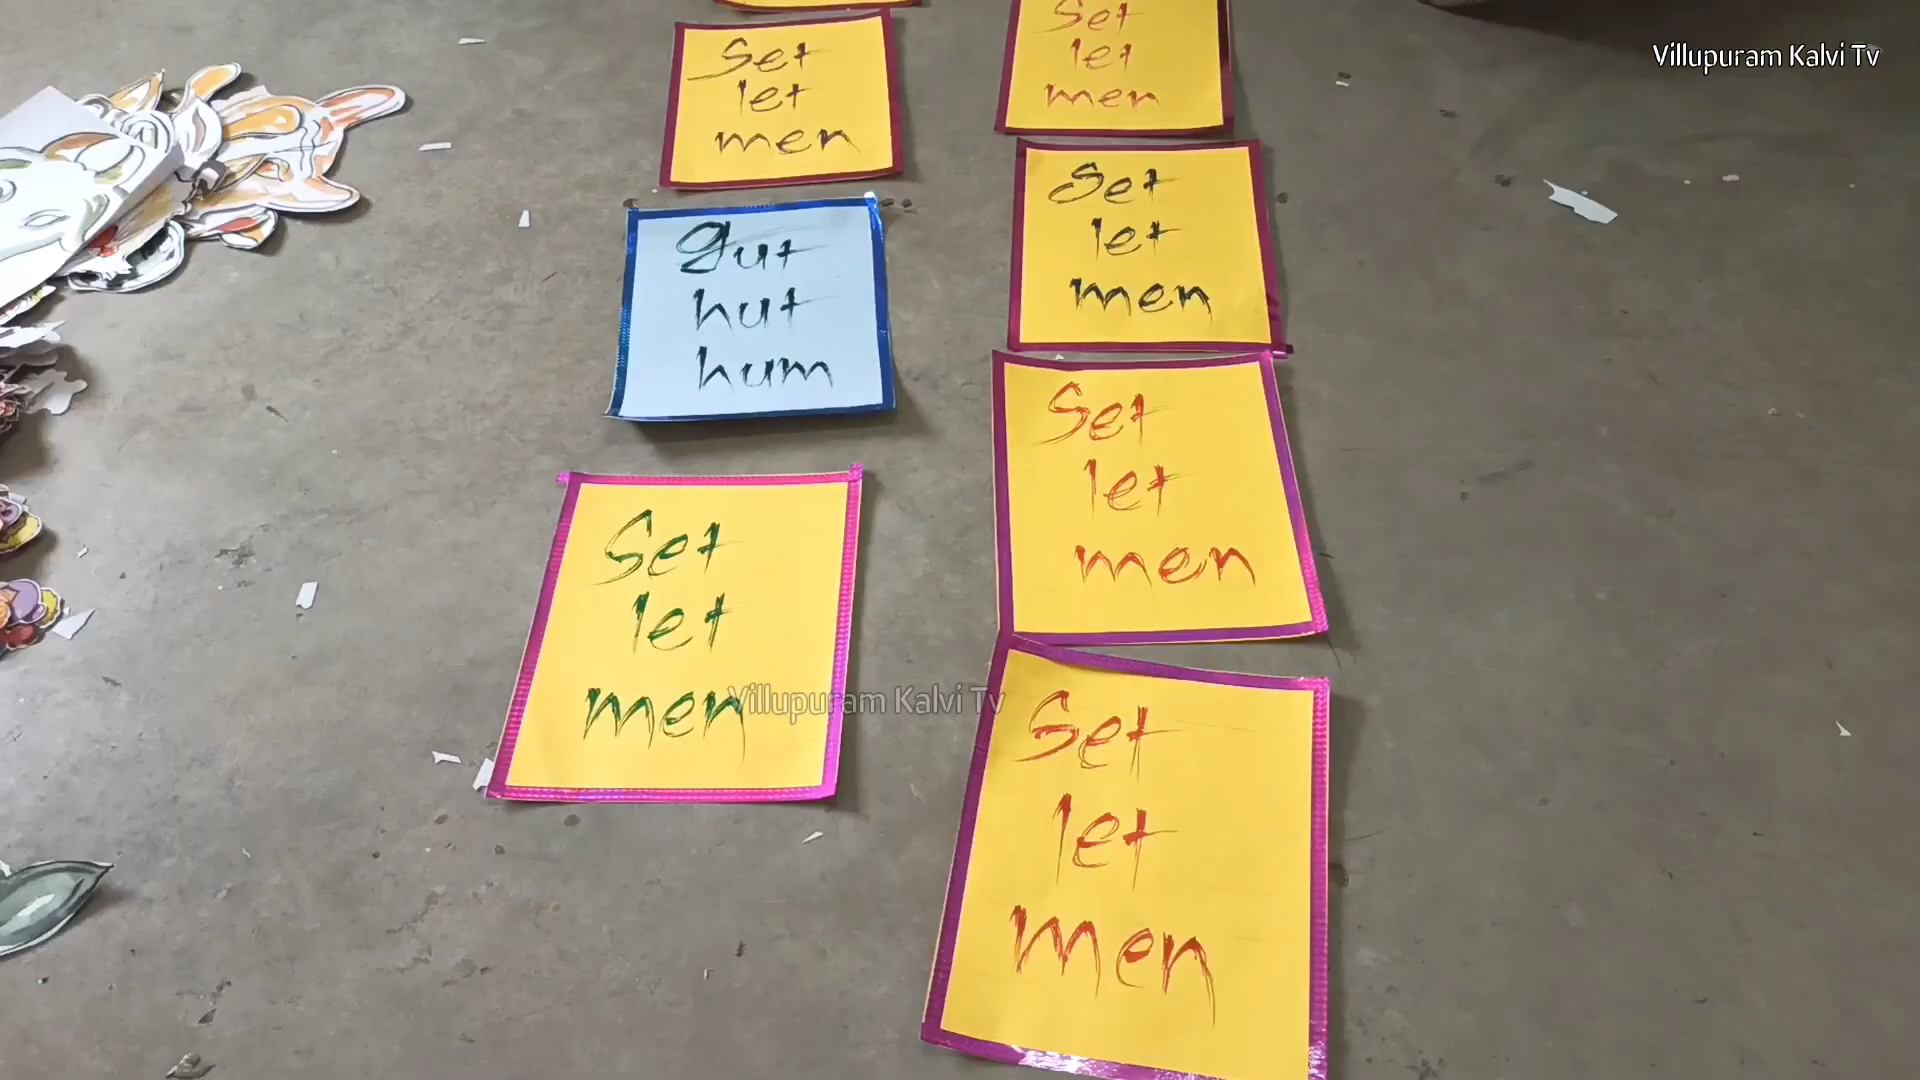 Villupuram Kalvi Tv
Set
let
men
Set
let
men
gut
hut
hum
Set
let
men
Set
let
men
Set
let
men
Villupuram Kalvi Tv
Set
let
men